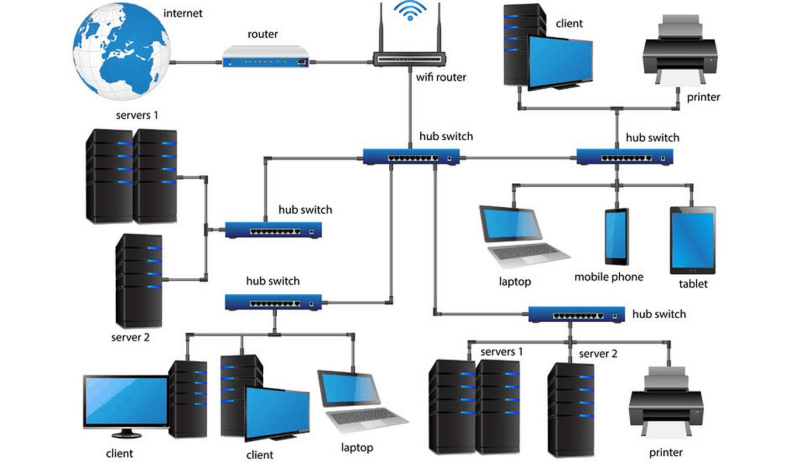 internet
router
wifi router
client
printer
servers 1
hub switch
hub switch
hub switch
hub switch
laptop
mobile phone
tablet
server 2
hub switch
servers 1
server 2
client
client
laptop
printer